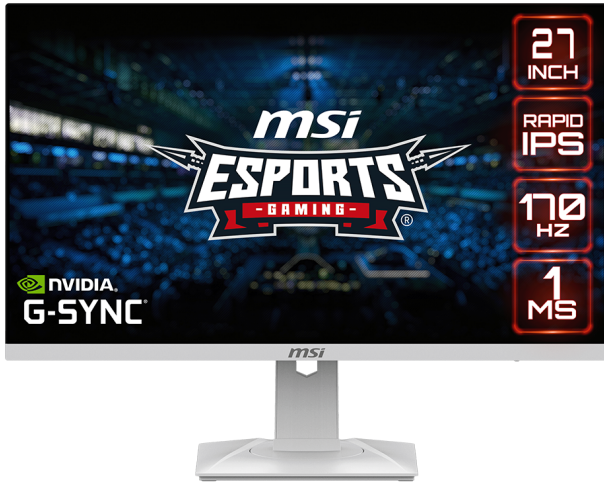 msi
ESPORTS
- GAMING -
®
27
INCH
RAPID
IPS
170
HZ
1
MS
NVIDIA®
G-SYNC®
msi